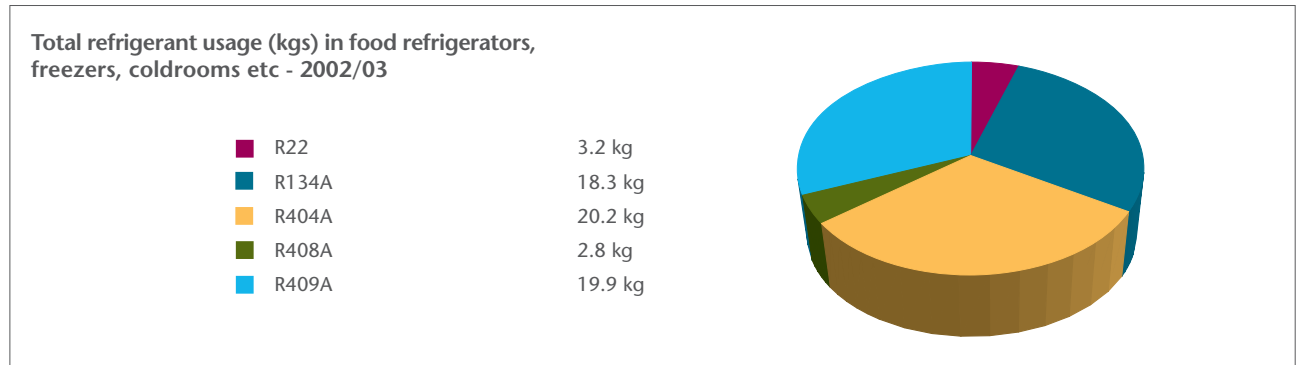 Total refrigerant usage (kgs) in food refrigerators,
freezers, coldrooms etc - 2002/03
R22 3.2 kg
R134A 18.3 kg
R404A 20.2 kg
R408A 2.8 kg
R409A 19.9 kg